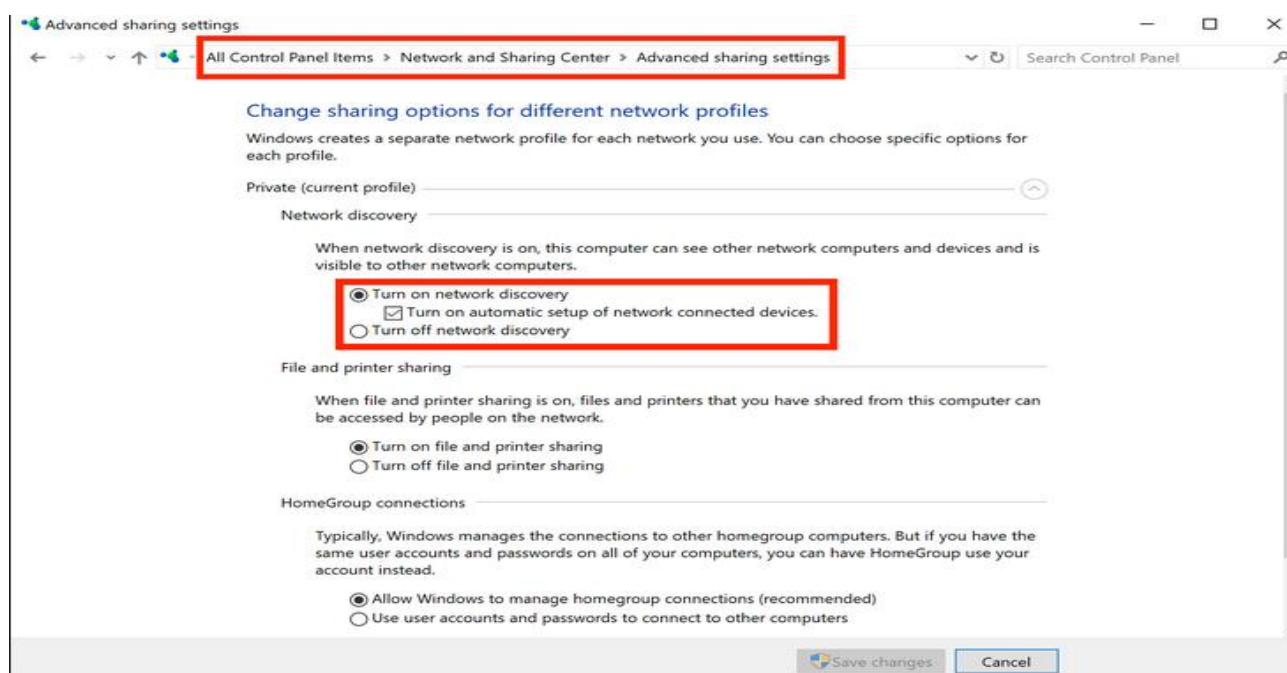 Advanced sharing settings
All Control Panel Items > Network and Sharing Center > Advanced sharing settings
Search Control Panel
Change sharing options for different network profiles
Windows creates a separate network profile for each network you use. You can choose specific options for
each profile.
Private (current profile)
Network discovery
When network discovery is on, this computer can see other network computers and devices and is
visible to other network computers.
Turn on network discovery
Turn on automatic setup of network connected devices.
Turn off network discovery
File and printer sharing
When file and printer sharing is on, files and printers that you have shared from this computer can
be accessed by people on the network.
Turn on file and printer sharing
Turn off file and printer sharing
HomeGroup connections
Typically, Windows manages the connections to other homegroup computers. But if you have the
same user accounts and passwords on all of your computers, you can have HomeGroup use your
account instead.
Allow Windows to manage homegroup connections (recommended)
Use user accounts and passwords to connect to other computers
Save changes
Cancel